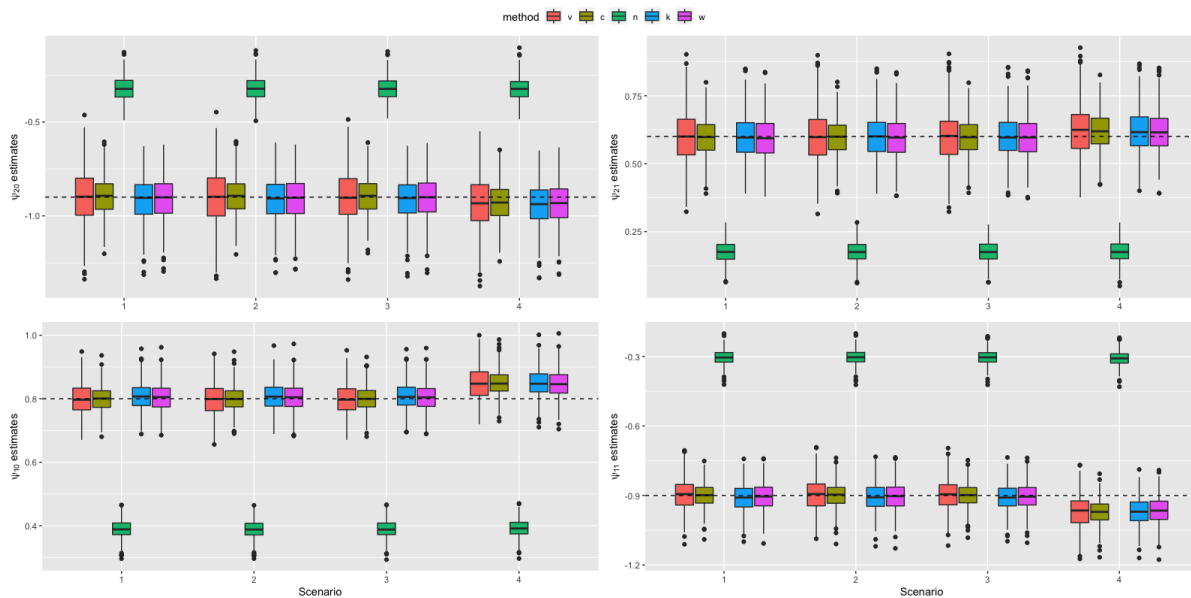 method v c n k w
ψ20 estimates
-0.5
-1.0
1 2 3 4
ψ21 estimates
0.75
0.50
0.25
1 2 3 4
ψ10 estimates
1.0
0.8
0.6
0.4
1 2 3 4
Scenario
ψ11 estimates
-0.3
-0.6
-0.9
-1.2
1 2 3 4
Scenario